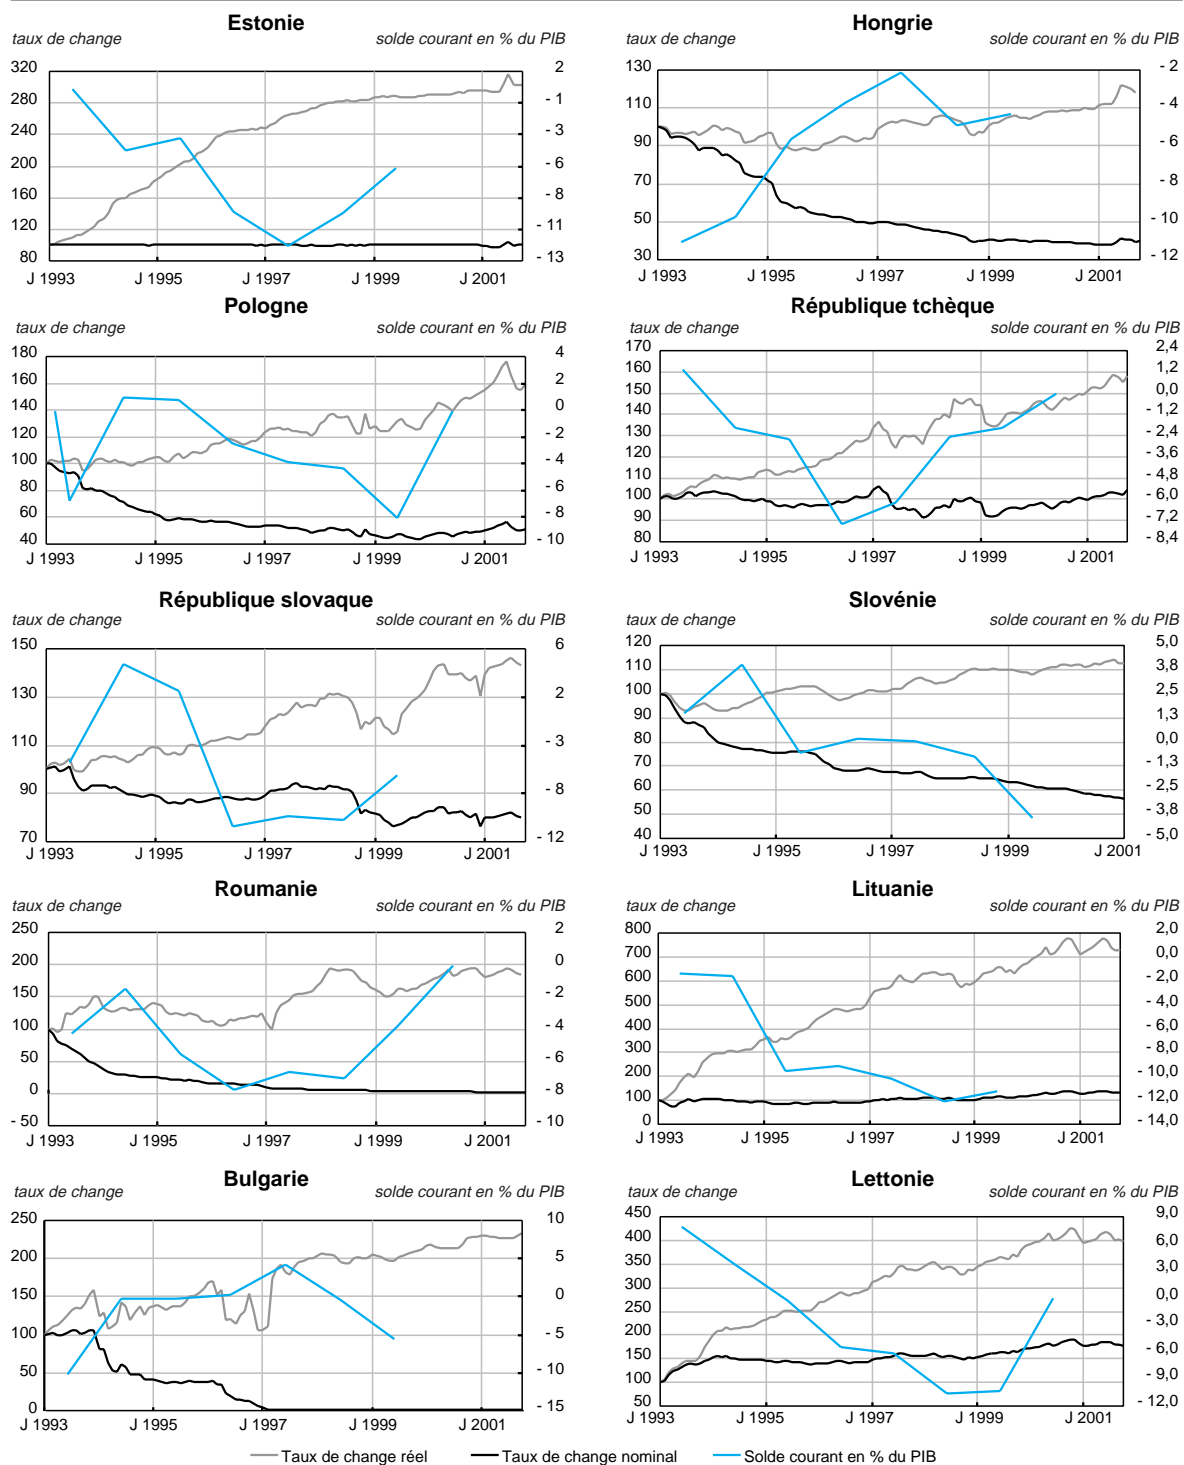 Estonie
taux de change solde courant en % du PIB
320 2
280 - 1
240 - 3
200 - 6
160 - 8
120 - 11
80 - 13
J 1993 J 1995 J 1997 J 1999 J 2001
Hongrie
taux de change solde courant en % du PIB
130 - 2
110 - 4
90 - 6
70 - 8
50 - 10
30 - 12
J 1993 J 1995 J 1997 J 1999 J 2001
Pologne
taux de change solde courant en % du PIB
180 4
160 2
140 0
120 - 2
100 - 4
80 - 6
60 - 8
40 - 10
J 1993 J 1995 J 1997 J 1999 J 2001
République tchèque
taux de change solde courant en % du PIB
170 2,4
160 1,2
150 0,0
140 - 1,2
130 - 2,4
120 - 3,6
110 - 4,8
100 - 6,0
90 - 7,2
80 - 8,4
J 1993 J 1995 J 1997 J 1999 J 2001
République slovaque
taux de change solde courant en % du PIB
150 6
130 2
110 - 3
90 - 8
70 - 12
J 1993 J 1995 J 1997 J 1999 J 2001
Slovénie
taux de change solde courant en % du PIB
120 5,0
110 3,8
100 2,5
90 1,3
80 0,0
70 - 1,3
60 - 2,5
50 - 3,8
40 - 5,0
J 1993 J 1995 J 1997 J 1999 J 2001
Roumanie
taux de change solde courant en % du PIB
250 2
200 0
150 - 2
100 - 4
50 - 6
0 - 8
- 50 - 10
J 1993 J 1995 J 1997 J 1999 J 2001
Lituanie
taux de change solde courant en % du PIB
800 2,0
700 0,0
600 - 2,0
500 - 4,0
400 - 6,0
300 - 8,0
200 - 10,0
100 - 12,0
0 - 14,0
J 1993 J 1995 J 1997 J 1999 J 2001
Bulgarie
taux de change solde courant en % du PIB
250 10
200 5
150 0
100 - 5
50 - 10
0 - 15
J 1993 J 1995 J 1997 J 1999 J 2001
Lettonie
taux de change solde courant en % du PIB
450 9,0
400 6,0
350 3,0
300 0,0
250 - 3,0
200 - 6,0
150 - 9,0
100 - 12,0
50
J 1993 J 1995 J 1997 J 1999 J 2001
Taux de change réel Taux de change nominal Solde courant en % du PIB